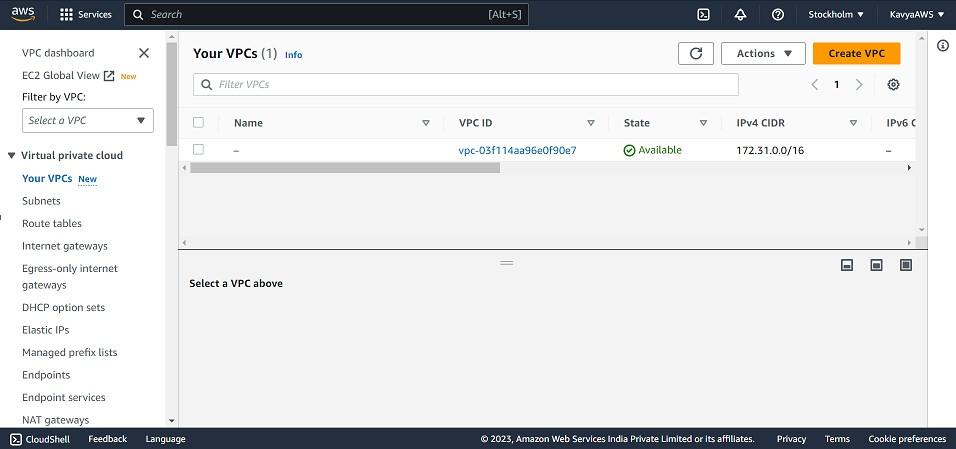 aws Services Search [Alt+S] Stockholm KavyaAWS
VPC dashboard
EC2 Global View New
Filter by VPC:
Select a VPC
Virtual private cloud
Your VPCs New
Subnets
Route tables
Internet gateways
Egress-only internet
gateways
DHCP option sets
Elastic IPs
Managed prefix lists
Endpoints
Endpoint services
NAT gateways
Your VPCs (1) Info Actions Create VPC
Filter VPCs 1
Name VPC ID State IPv4 CIDR IPv6 C
– vpc-03f114aa96e0f90e7 Available 172.31.0.0/16 –
Select a VPC above
CloudShell Feedback Language © 2023, Amazon Web Services India Private Limited or its affiliates. Privacy Terms Cookie preferences